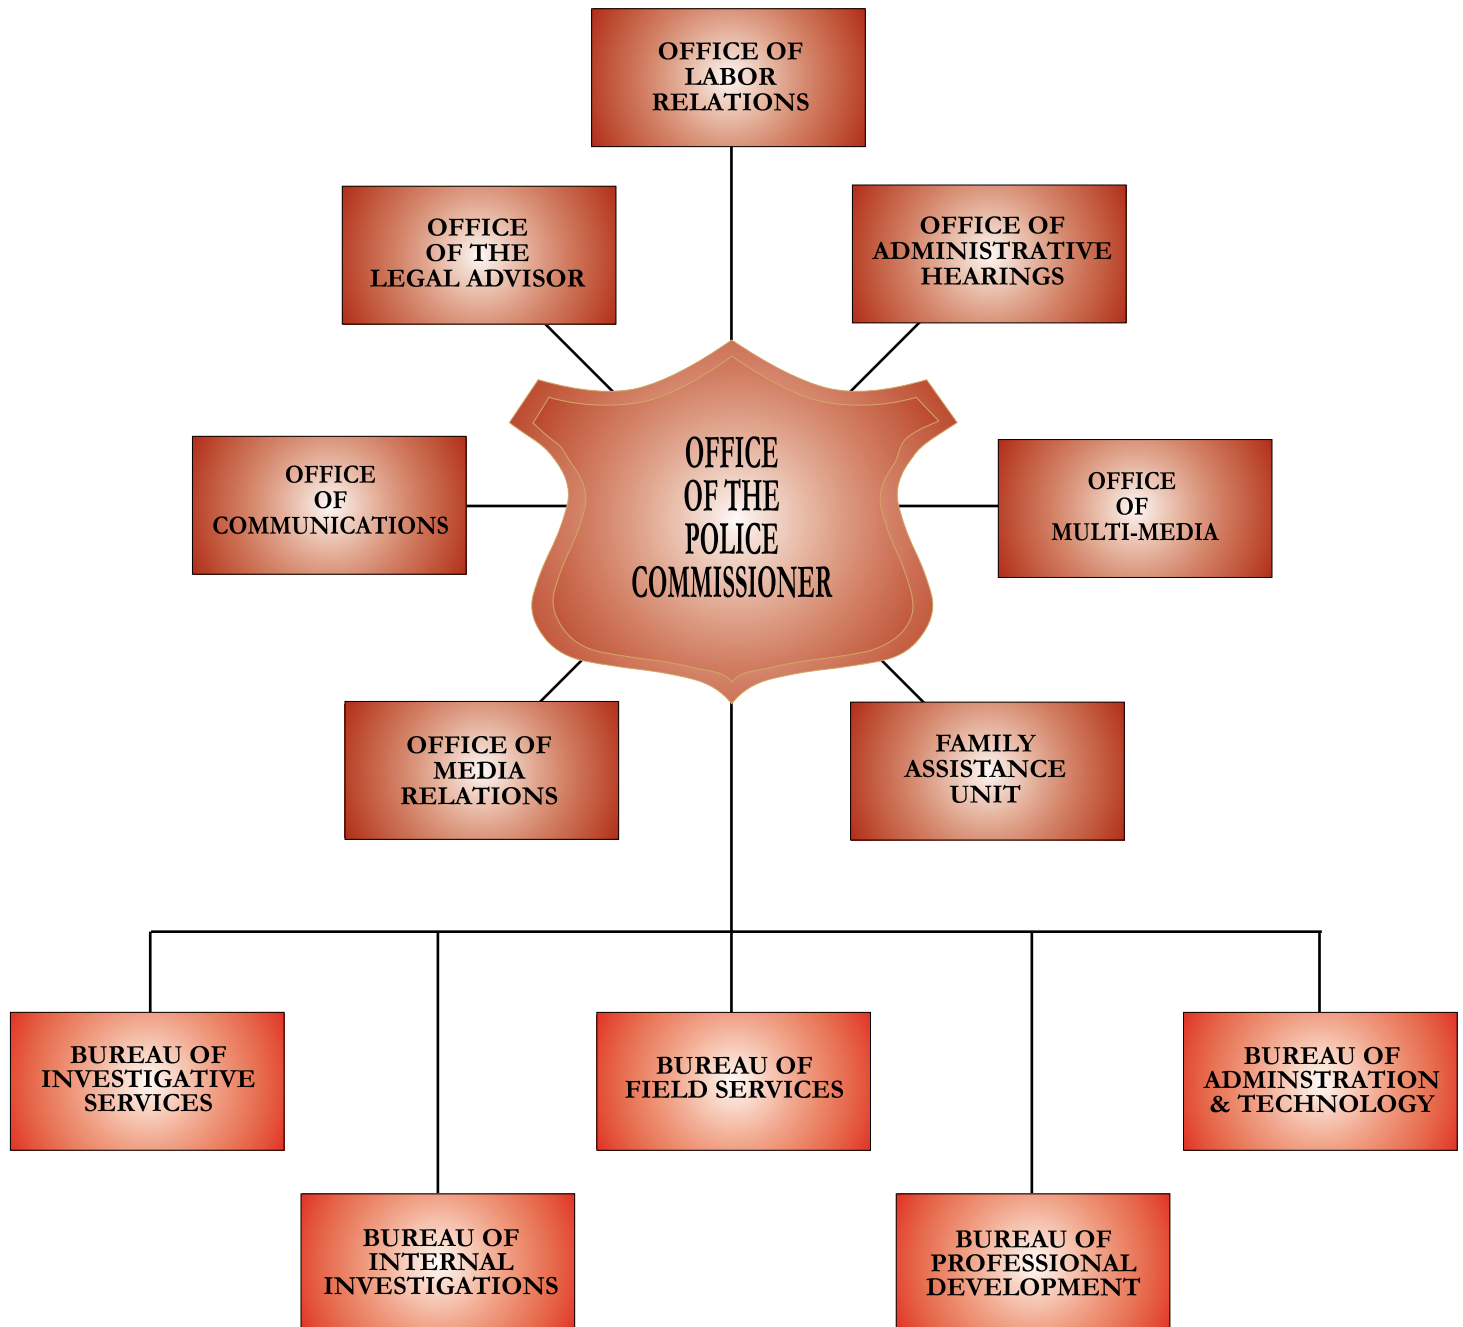 OFFICE OF
LABOR
RELATIONS
OFFICE
OF THE
LEGAL ADVISOR
OFFICE OF
ADMINISTRATIVE
HEARINGS
OFFICE
OF THE
POLICE
COMMISSIONER
OFFICE
OF
COMMUNICATIONS
OFFICE
OF
MULTI-MEDIA
OFFICE OF
MEDIA
RELATIONS
FAMILY
ASSISTANCE
UNIT
BUREAU OF
INVESTIGATIVE
SERVICES
BUREAU OF
FIELD SERVICES
BUREAU OF
ADMINSTRATION
& TECHNOLOGY
BUREAU OF
INTERNAL
INVESTIGATIONS
BUREAU OF
PROFESSIONAL
DEVELOPMENT